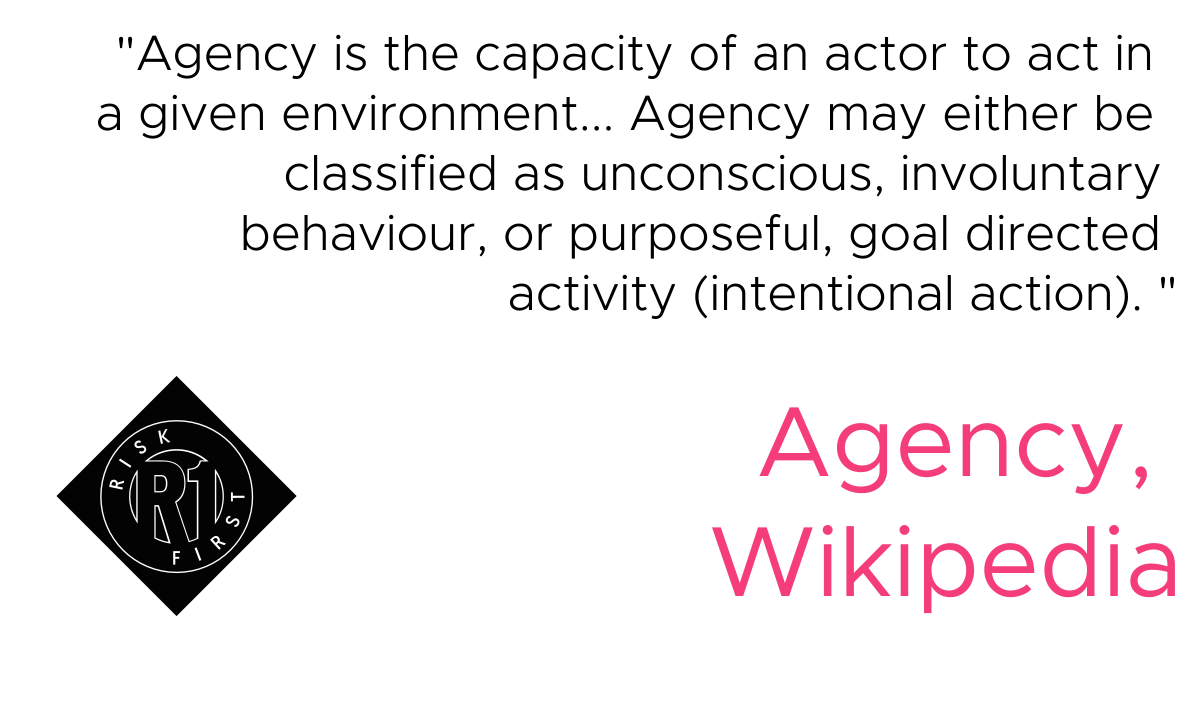 "Agency is the capacity of an actor to act in
a given environment... Agency may either be
classified as unconscious, involuntary
behaviour, or purposeful, goal directed
activity (intentional action). "
RISK
R1
FIRST
Agency,
Wikipedia